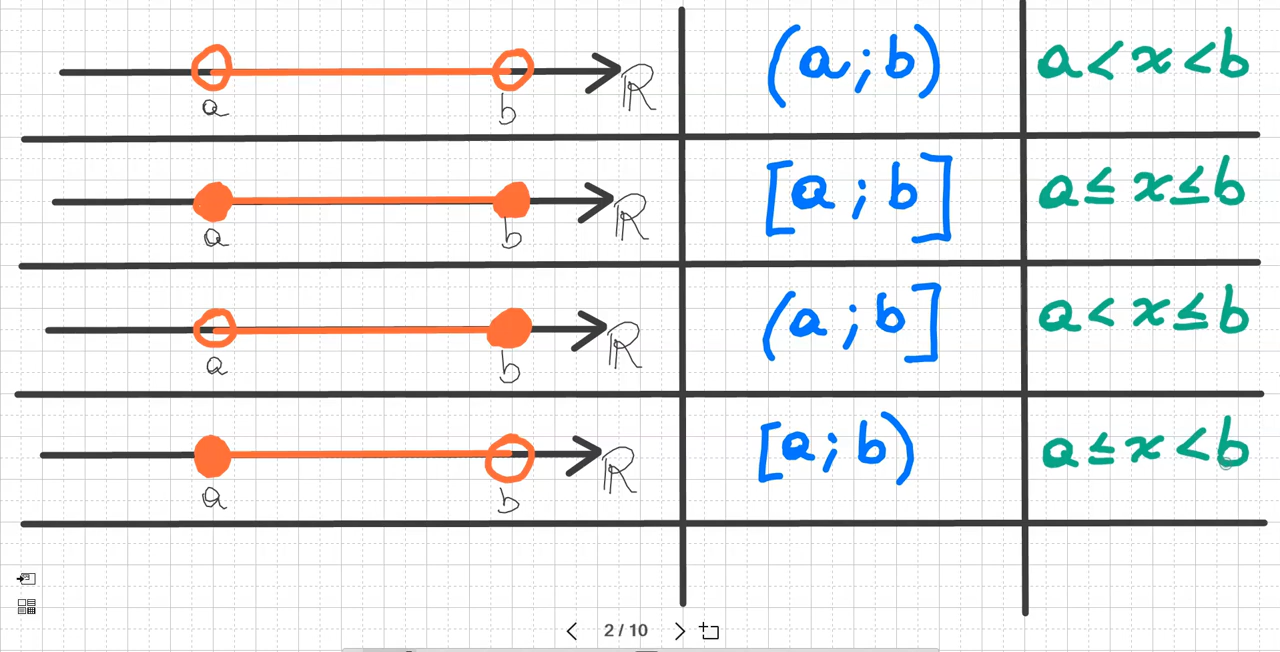 a b ℝ (a ; b) a < x < b
a b ℝ [a ; b] a ≤ x ≤ b
a b ℝ (a ; b] a < x ≤ b
a b ℝ [a ; b) a ≤ x < b
2 / 10